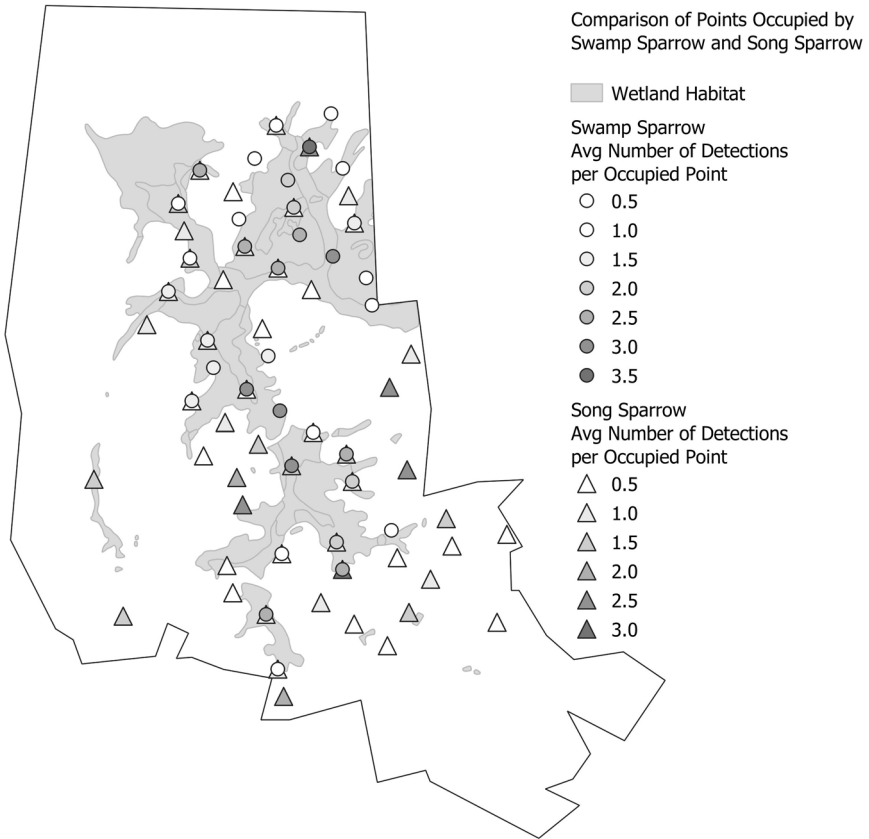 Comparison of Points Occupied by
Swamp Sparrow and Song Sparrow
Wetland Habitat
Swamp Sparrow
Avg Number of Detections
per Occupied Point
0.5
1.0
1.5
2.0
2.5
3.0
3.5
Song Sparrow
Avg Number of Detections
per Occupied Point
0.5
1.0
1.5
2.0
2.5
3.0